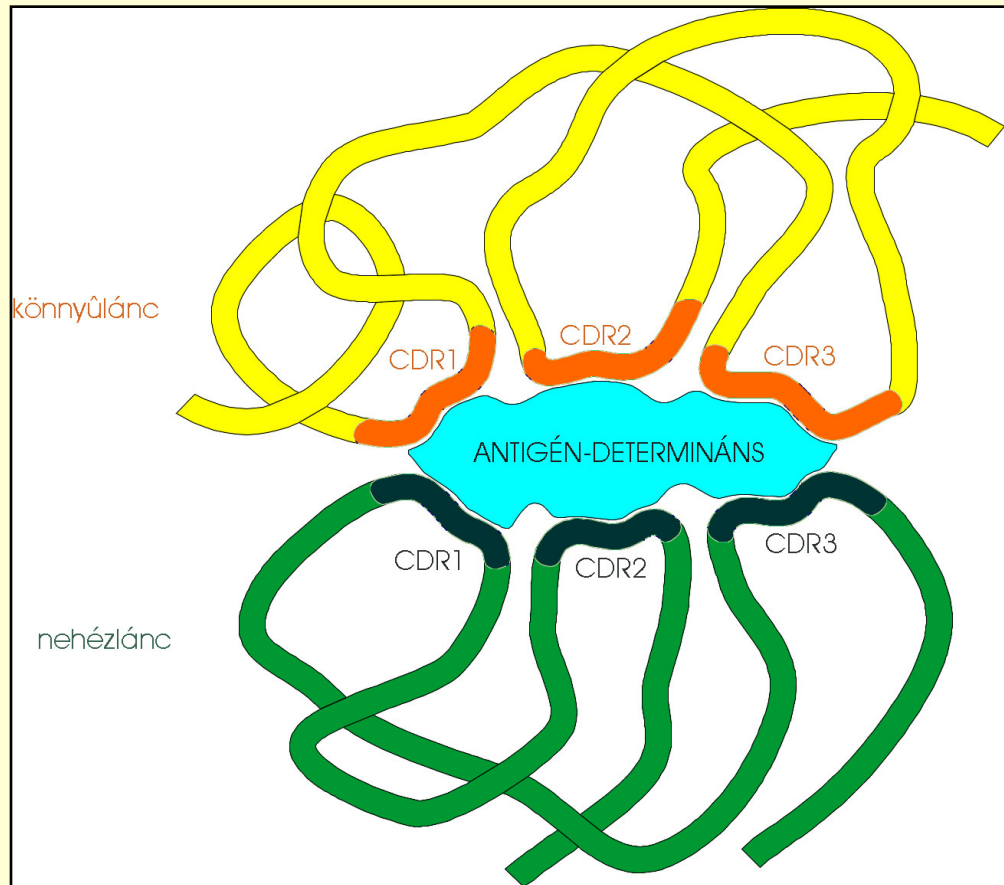 könnyûlánc
CDR1
CDR2
CDR3
ANTIGÉN-DETERMINÁNS
CDR1
CDR2
CDR3
nehézlánc